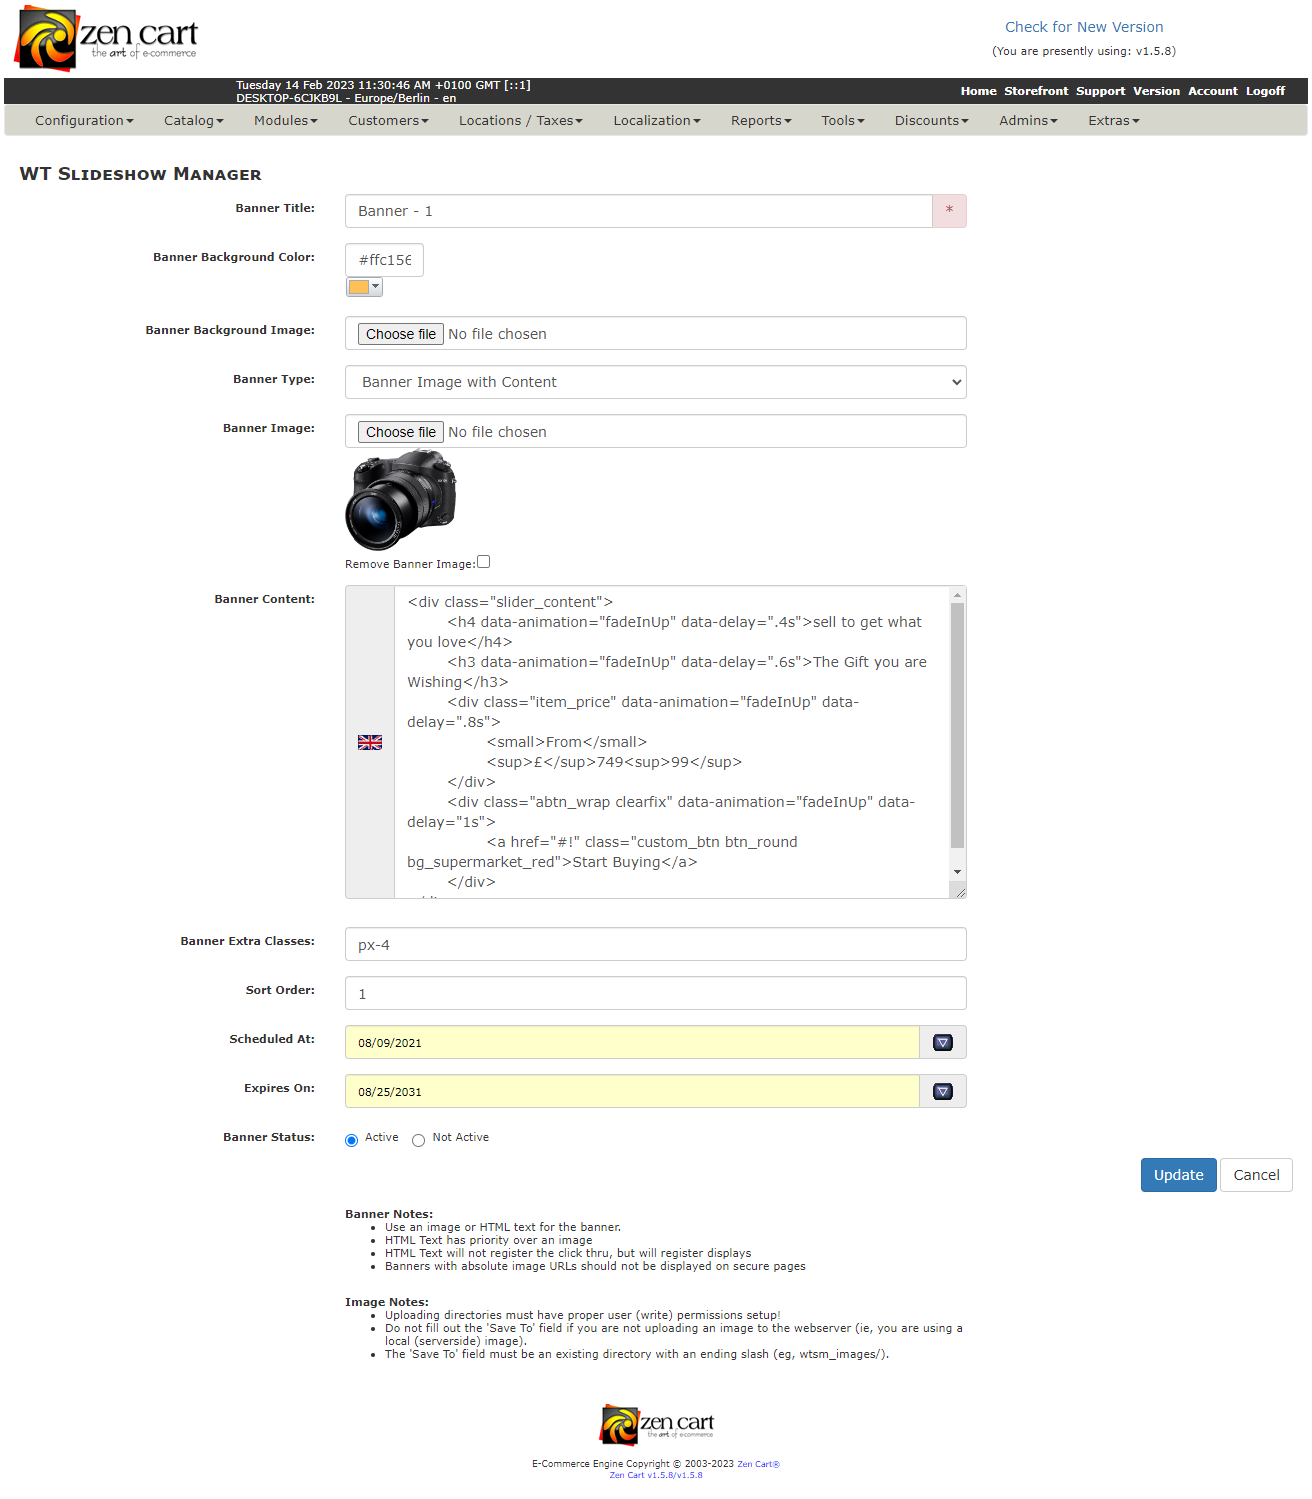 zen cart
the art of e-commerce
Check for New Version
(You are presently using: v1.5.8)
Tuesday 14 Feb 2023 11:30:46 AM +0100 GMT [::1]
DESKTOP-6CJKB9L - Europe/Berlin - en
Home Storefront Support Version Account Logoff
Configuration Catalog Modules Customers Locations / Taxes Localization Reports Tools Discounts Admins Extras
WT Slideshow Manager
Banner Title: Banner - 1 *
Banner Background Color: #ffc156
Banner Background Image: Choose file No file chosen
Banner Type: Banner Image with Content
Banner Image: Choose file No file chosen
Remove Banner Image:
Banner Content:
<div class="slider_content">
<h4 data-animation="fadeInUp" data-delay=".4s">sell to get what
you love</h4>
<h3 data-animation="fadeInUp" data-delay=".6s">The Gift you are
Wishing</h3>
<div class="item_price" data-animation="fadeInUp" data-
delay=".8s">
<small>From</small>
<sup>£</sup>749<sup>99</sup>
</div>
<div class="abtn_wrap clearfix" data-animation="fadeInUp" data-
delay="1s">
<a href="#!" class="custom_btn btn_round
bg_supermarket_red">Start Buying</a>
</div>
Banner Extra Classes: px-4
Sort Order: 1
Scheduled At: 08/09/2021
Expires On: 08/25/2031
Banner Status: Active Not Active
Update Cancel
Banner Notes:
• Use an image or HTML text for the banner.
• HTML Text has priority over an image
• HTML Text will not register the click thru, but will register displays
• Banners with absolute image URLs should not be displayed on secure pages
Image Notes:
• Uploading directories must have proper user (write) permissions setup!
• Do not fill out the 'Save To' field if you are not uploading an image to the webserver (ie, you are using a
local (serverside) image).
• The 'Save To' field must be an existing directory with an ending slash (eg, wtsm_images/).
zen cart
the art of e-commerce
E-Commerce Engine Copyright © 2003-2023 Zen Cart®
Zen Cart v1.5.8/v1.5.8